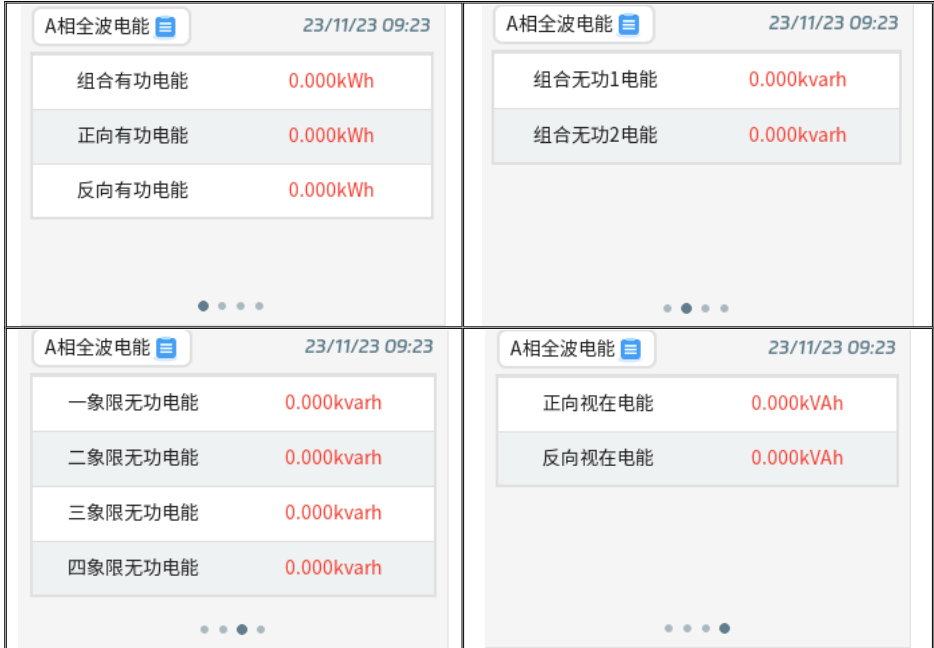 A相全波电能 23/11/23 09:23
组合有功电能 0.000kWh
正向有功电能 0.000kWh
反向有功电能 0.000kWh
A相全波电能 23/11/23 09:23
组合无功1电能 0.000kvarh
组合无功2电能 0.000kvarh
A相全波电能 23/11/23 09:23
一象限无功电能 0.000kvarh
二象限无功电能 0.000kvarh
三象限无功电能 0.000kvarh
四象限无功电能 0.000kvarh
A相全波电能 23/11/23 09:23
正向视在电能 0.000kVAh
反向视在电能 0.000kVAh